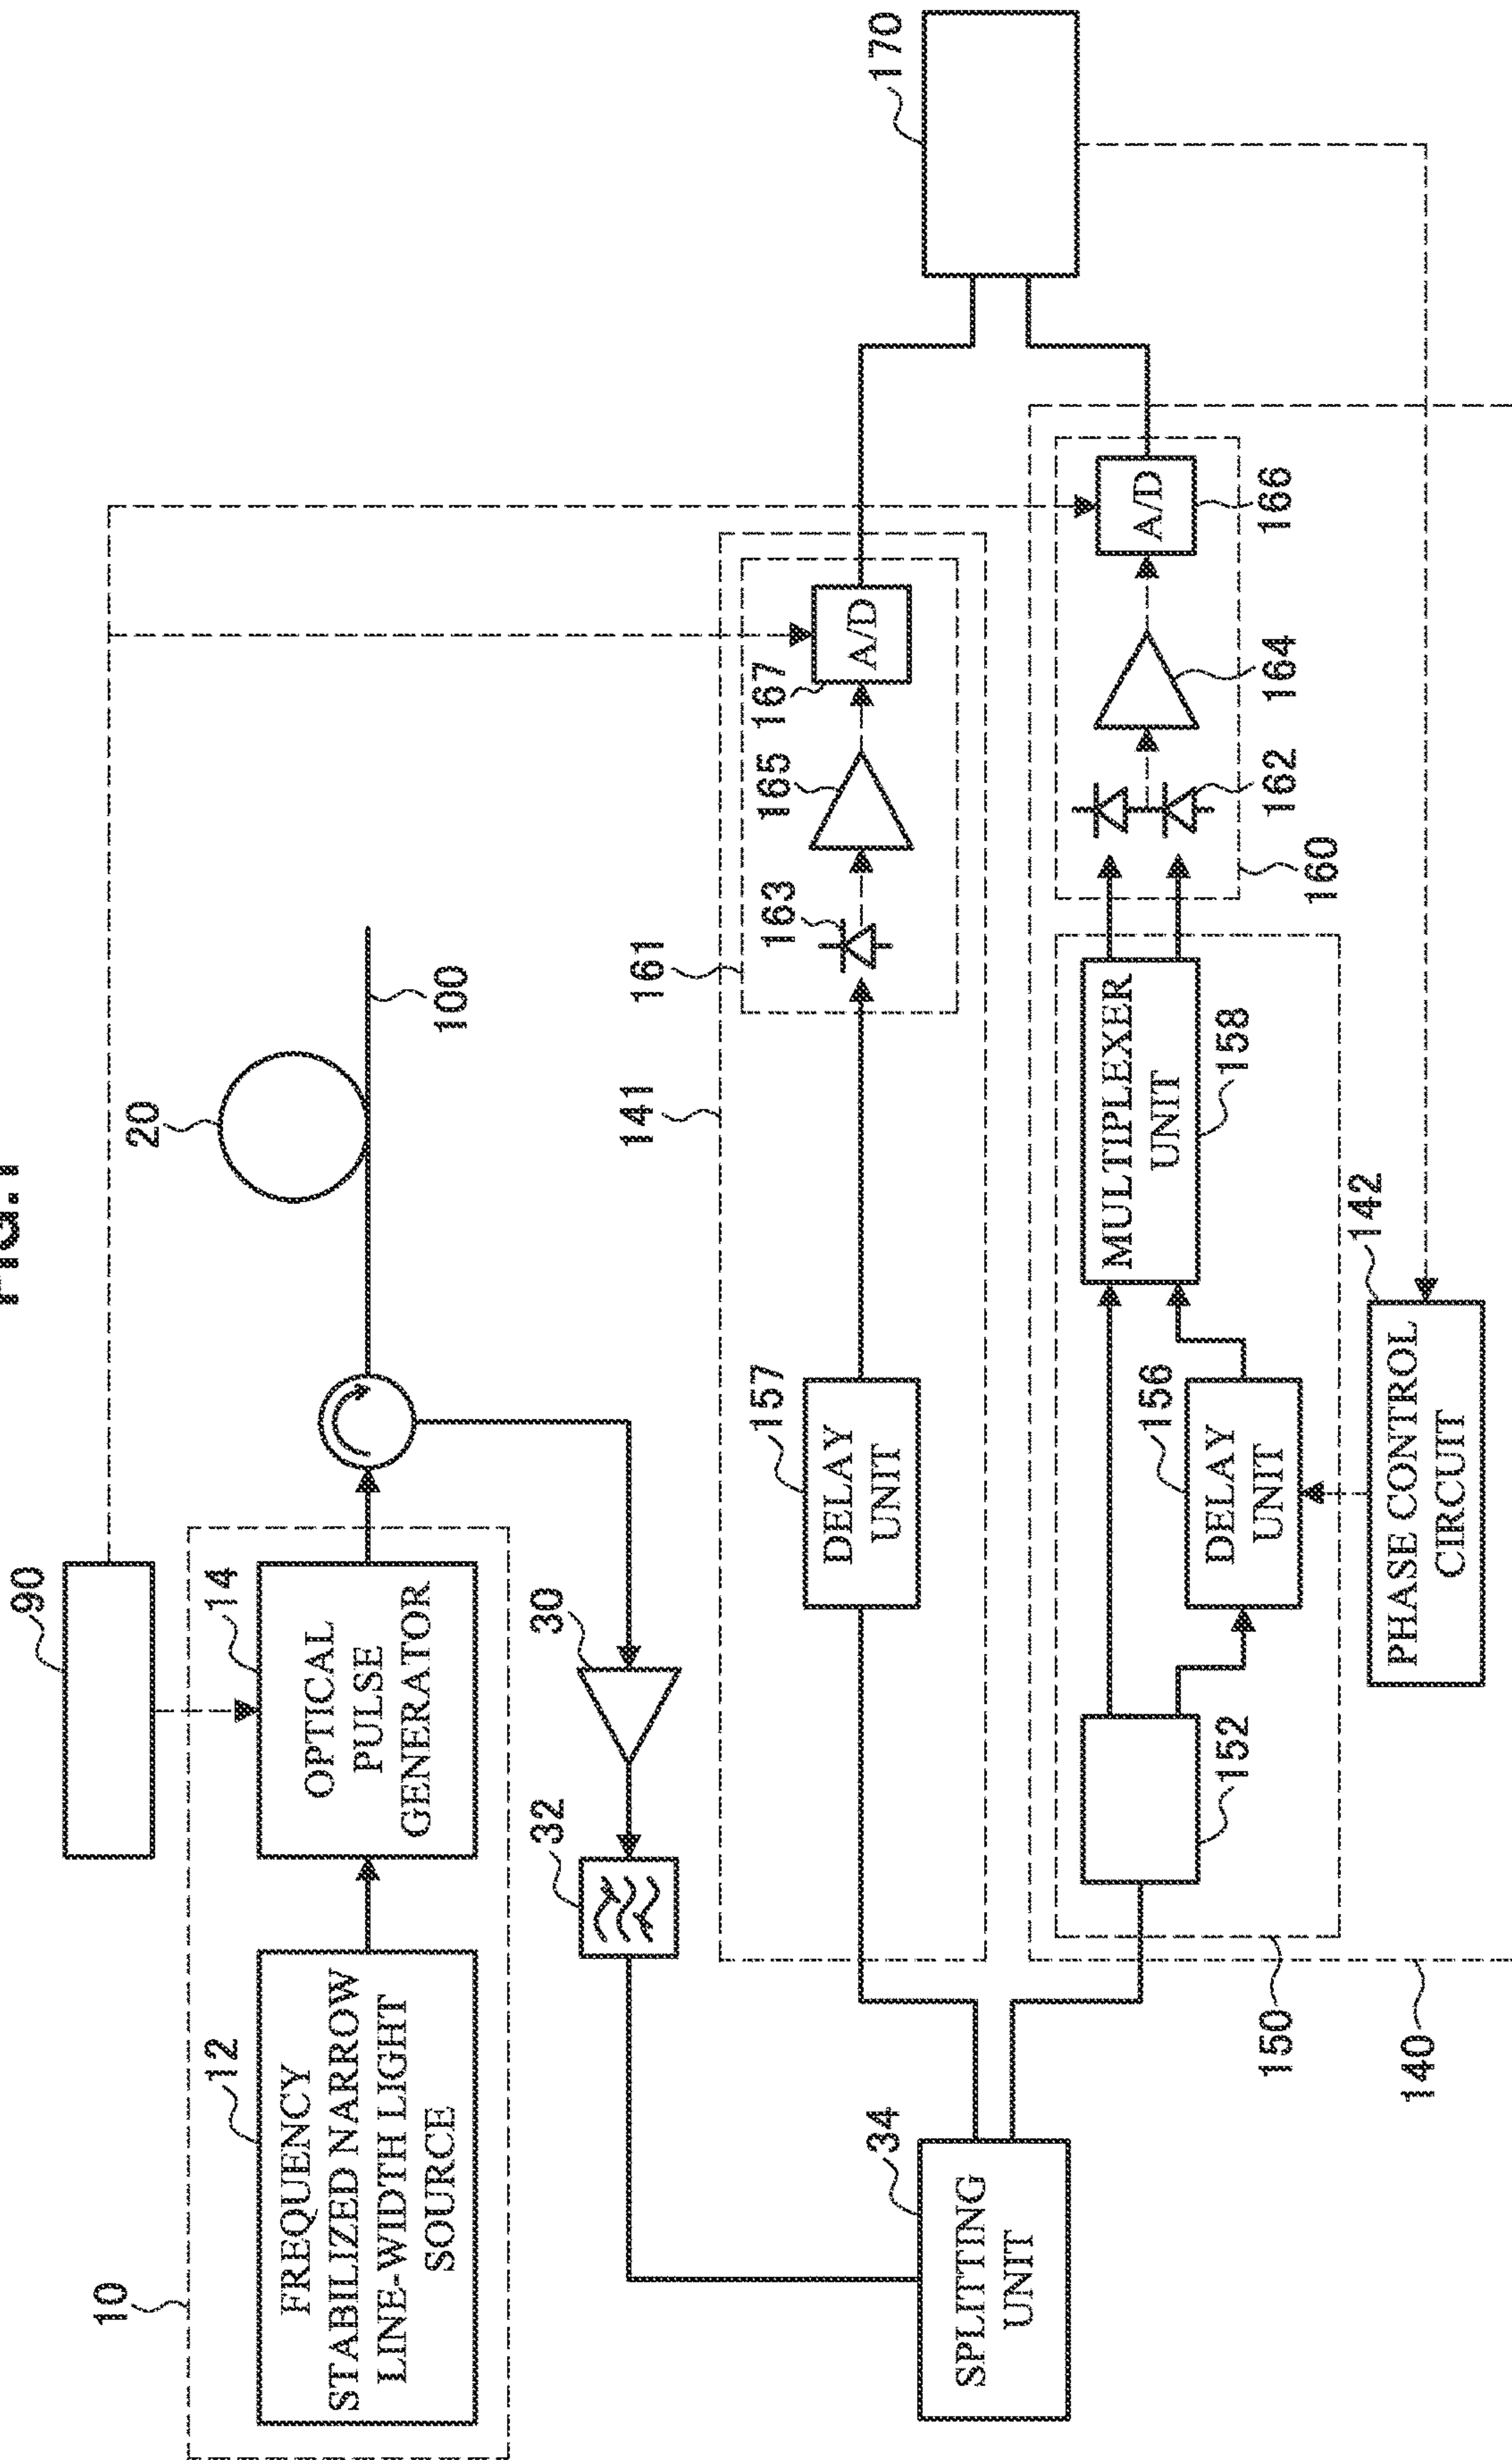 FIG.1
90
10
12
FREQUENCY
STABILIZED NARROW
LINE-WIDTH LIGHT
SOURCE
14
OPTICAL
PULSE
GENERATOR
20
100
30
32
34
SPLITTING
UNIT
141
157
DELAY
UNIT
161
163
165
167
A/D
170
140
150
152
156
DELAY
UNIT
158
MULTIPLEXER
UNIT
160
162
164
166
A/D
142
PHASE CONTROL
CIRCUIT